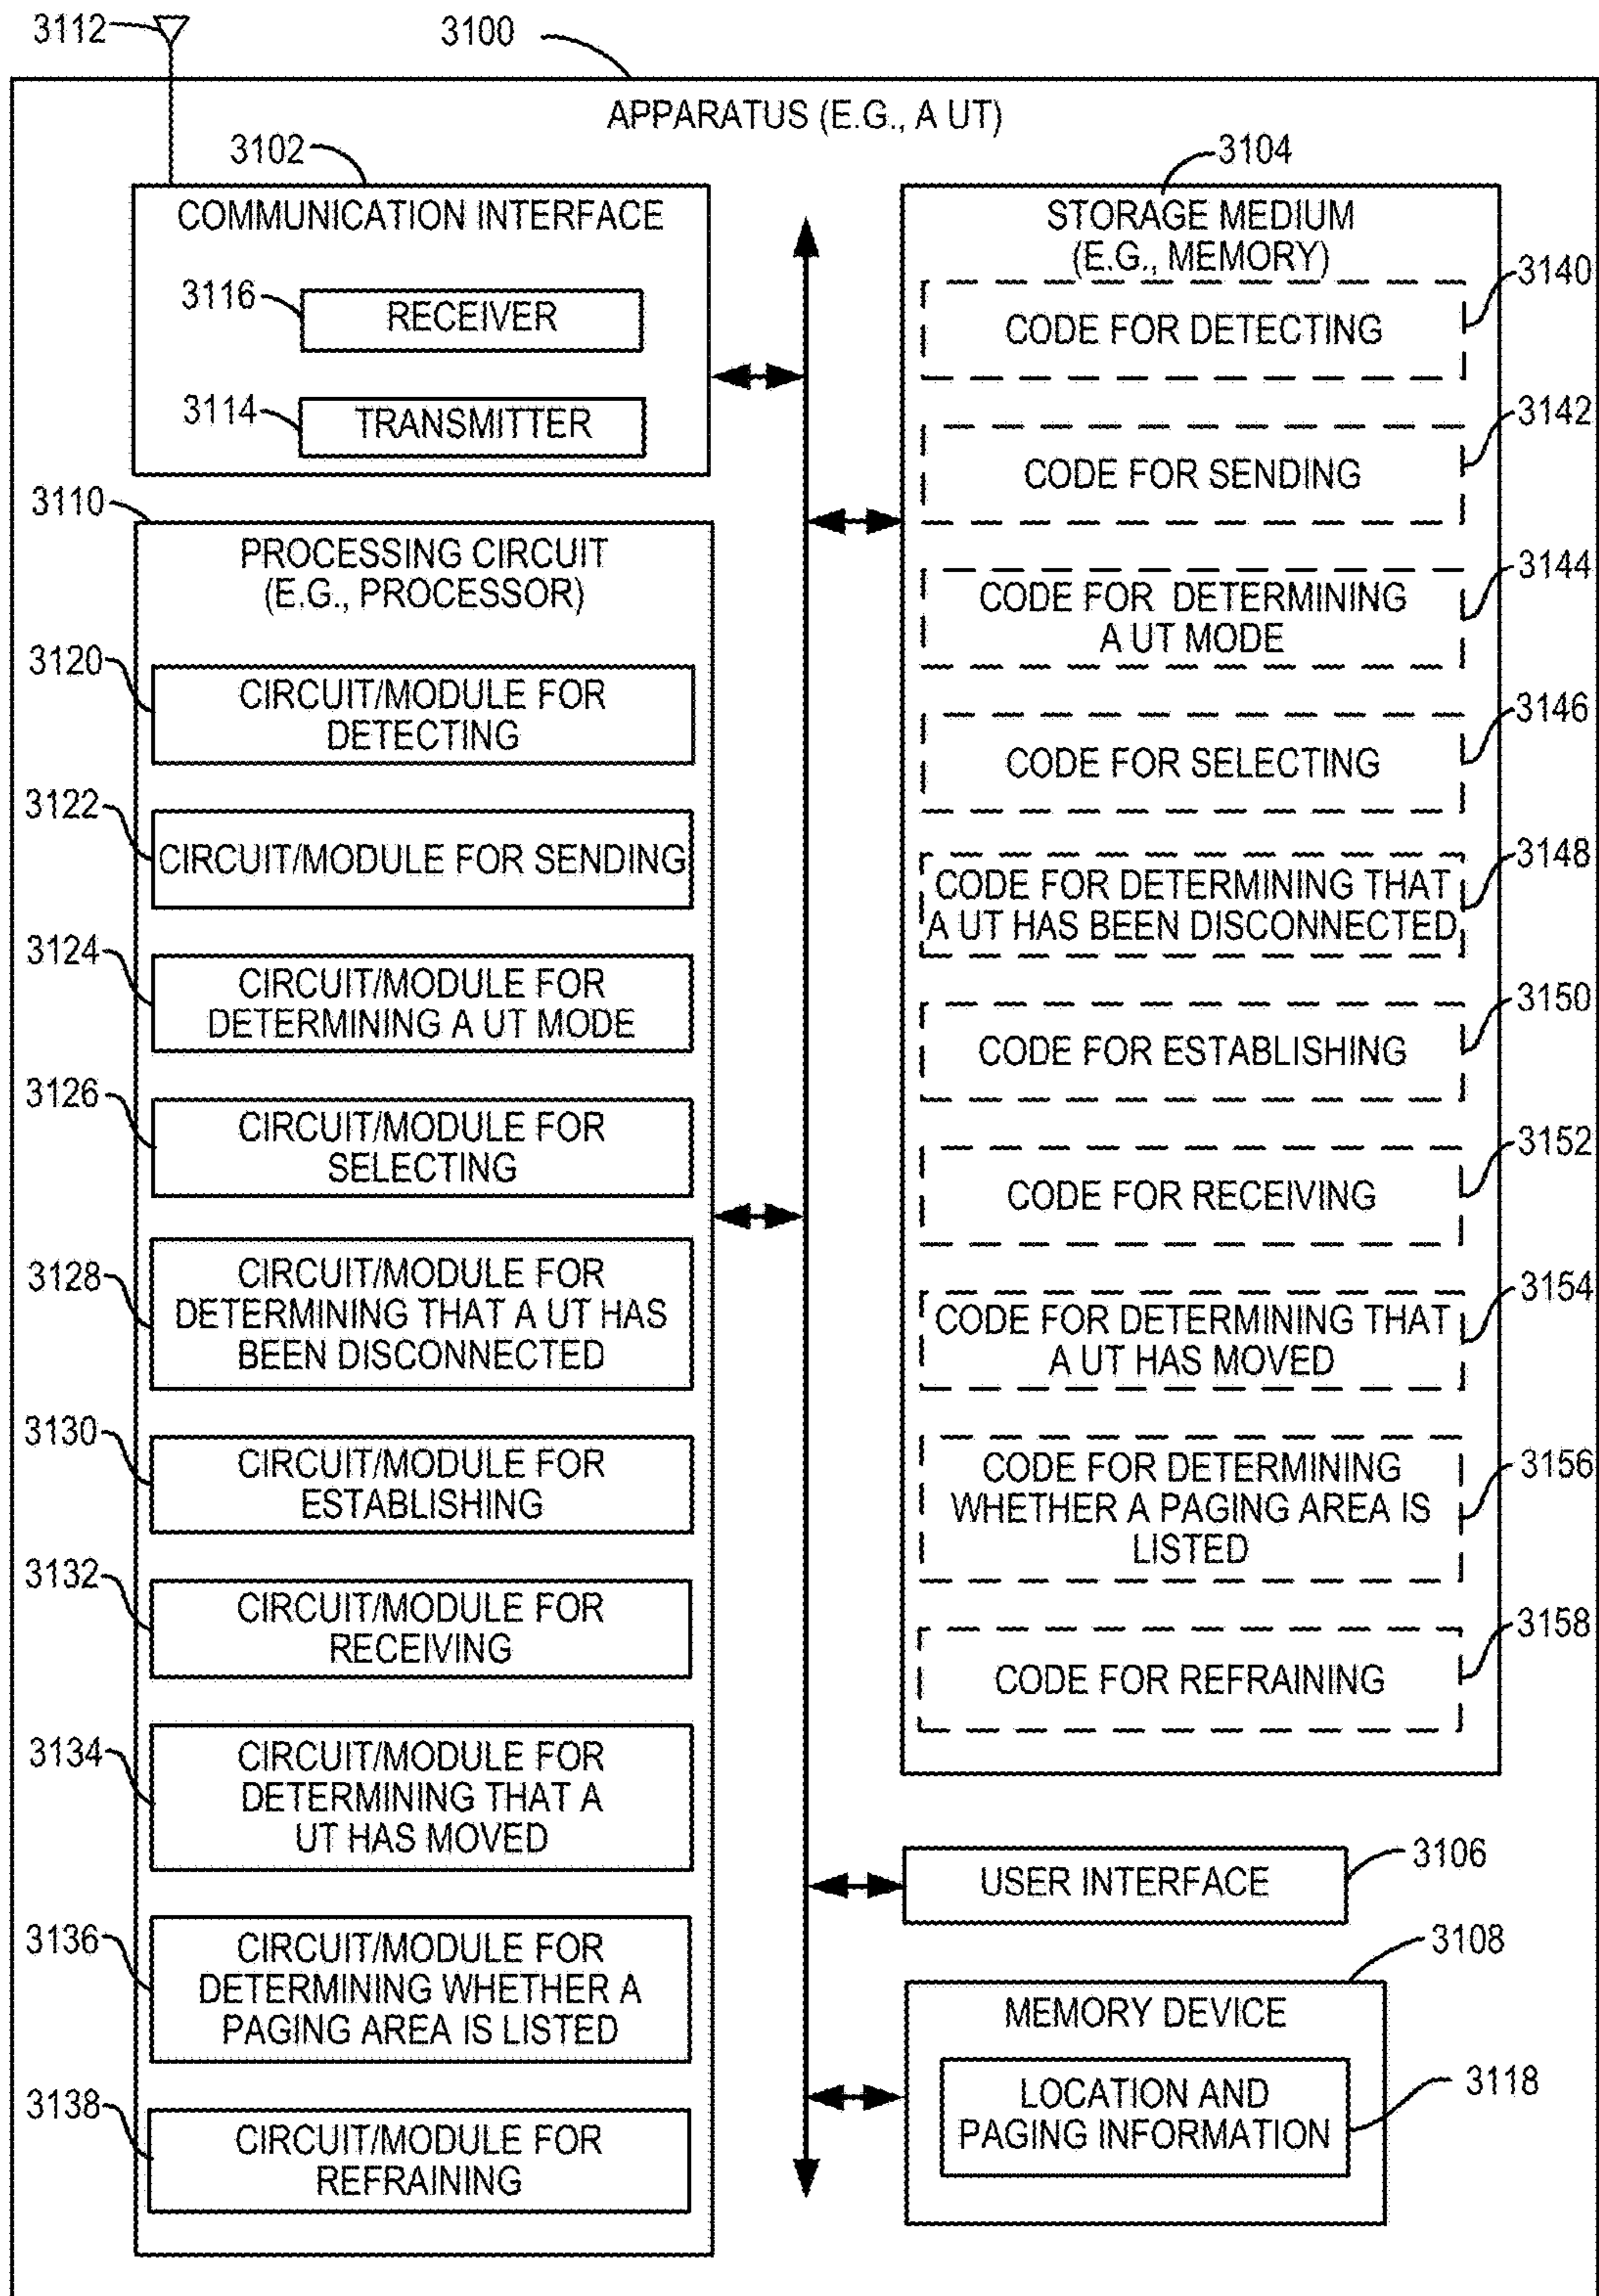 3112
3100
APPARATUS (E.G., A UT)
3102
COMMUNICATION INTERFACE
3116
RECEIVER
3114
TRANSMITTER
3110
PROCESSING CIRCUIT
(E.G., PROCESSOR)
3120
CIRCUIT/MODULE FOR
DETECTING
3122
CIRCUIT/MODULE FOR SENDING
3124
CIRCUIT/MODULE FOR
DETERMINING A UT MODE
3126
CIRCUIT/MODULE FOR
SELECTING
3128
CIRCUIT/MODULE FOR
DETERMINING THAT A UT HAS
BEEN DISCONNECTED
3130
CIRCUIT/MODULE FOR
ESTABLISHING
3132
CIRCUIT/MODULE FOR
RECEIVING
3134
CIRCUIT/MODULE FOR
DETERMINING THAT A
UT HAS MOVED
3136
CIRCUIT/MODULE FOR
DETERMINING WHETHER A
PAGING AREA IS LISTED
3138
CIRCUIT/MODULE FOR
REFRAINING
3104
STORAGE MEDIUM
(E.G., MEMORY)
3140
CODE FOR DETECTING
3142
CODE FOR SENDING
3144
CODE FOR DETERMINING
A UT MODE
3146
CODE FOR SELECTING
3148
CODE FOR DETERMINING THAT
A UT HAS BEEN DISCONNECTED
3150
CODE FOR ESTABLISHING
3152
CODE FOR RECEIVING
3154
CODE FOR DETERMINING THAT
A UT HAS MOVED
3156
CODE FOR DETERMINING
WHETHER A PAGING AREA IS
LISTED
3158
CODE FOR REFRAINING
3106
USER INTERFACE
3108
MEMORY DEVICE
3118
LOCATION AND
PAGING INFORMATION